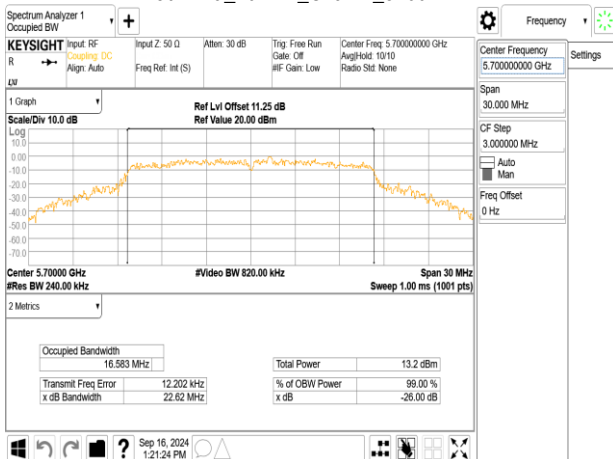 Spectrum Analyzer 1
Occupied BW
Frequency
KEYSIGHT
Input: RF
Coupling: DC
Align: Auto
Input Z: 50 Ω
Freq Ref: Int (S)
Atten: 30 dB
Trig: Free Run
Gate: Off
#IF Gain: Low
Center Freq: 5.700000000 GHz
Avg|Hold: 10/10
Radio Std: None
R
LXI
Center Frequency
5.700000000 GHz
Settings
Span
30.000 MHz
CF Step
3.000000 MHz
Auto
Man
Freq Offset
0 Hz
1 Graph
Ref Lvl Offset 11.25 dB
Scale/Div 10.0 dB
Ref Value 20.00 dBm
Log
10.0
0.00
-10.0
-20.0
-30.0
-40.0
-50.0
-60.0
-70.0
Center 5.70000 GHz
#Video BW 820.00 kHz
Span 30 MHz
#Res BW 240.00 kHz
Sweep 1.00 ms (1001 pts)
2 Metrics
Occupied Bandwidth
16.583 MHz
Total Power
13.2 dBm
Transmit Freq Error
12.202 kHz
% of OBW Power
99.00 %
x dB Bandwidth
22.62 MHz
x dB
-26.00 dB
?
Sep 16, 2024
1:21:24 PM